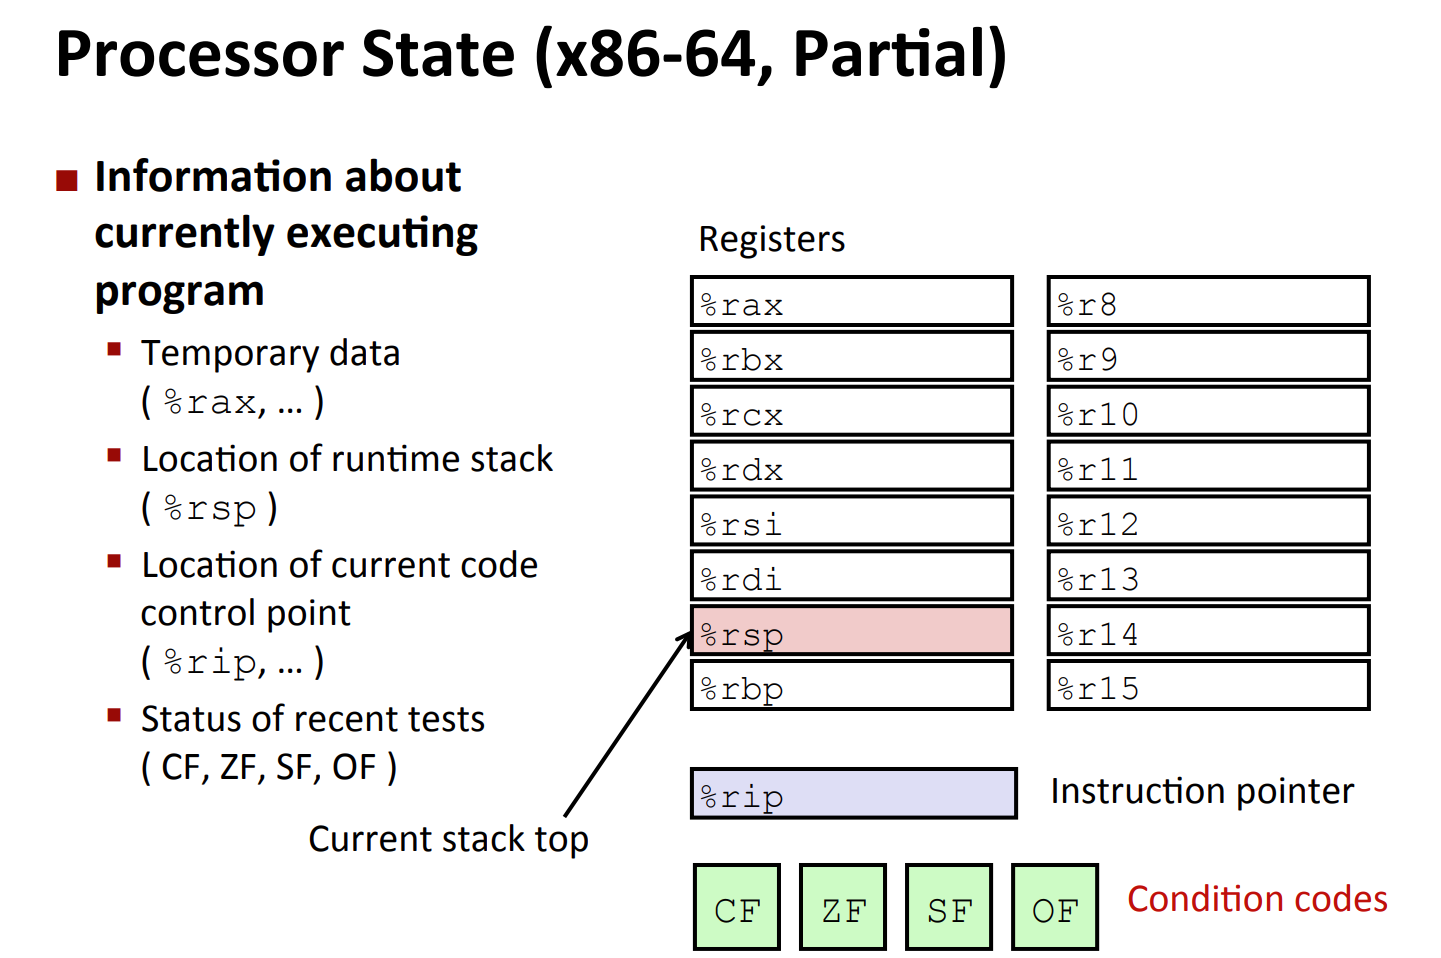 Processor State (x86-64, Partial)
Information about
currently executing
program
Temporary data
( %rax, … )
Location of runtime stack
( %rsp )
Location of current code
control point
( %rip, … )
Status of recent tests
( CF, ZF, SF, OF )
Current stack top
Registers
%rax
%rbx
%rcx
%rdx
%rsi
%rdi
%rsp
%rbp
%r8
%r9
%r10
%r11
%r12
%r13
%r14
%r15
%rip
Instruction pointer
CF ZF SF OF
Condition codes